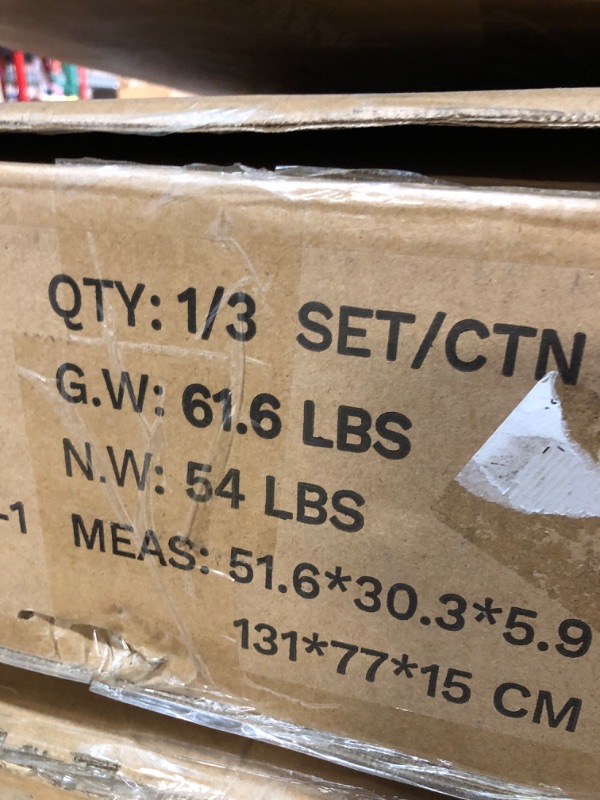 QTY: 1/3 SET/CTN
G.W: 61.6 LBS
N.W: 54 LBS
-1
MEAS: 51.6*30.3*5.9
131*77*15 CM